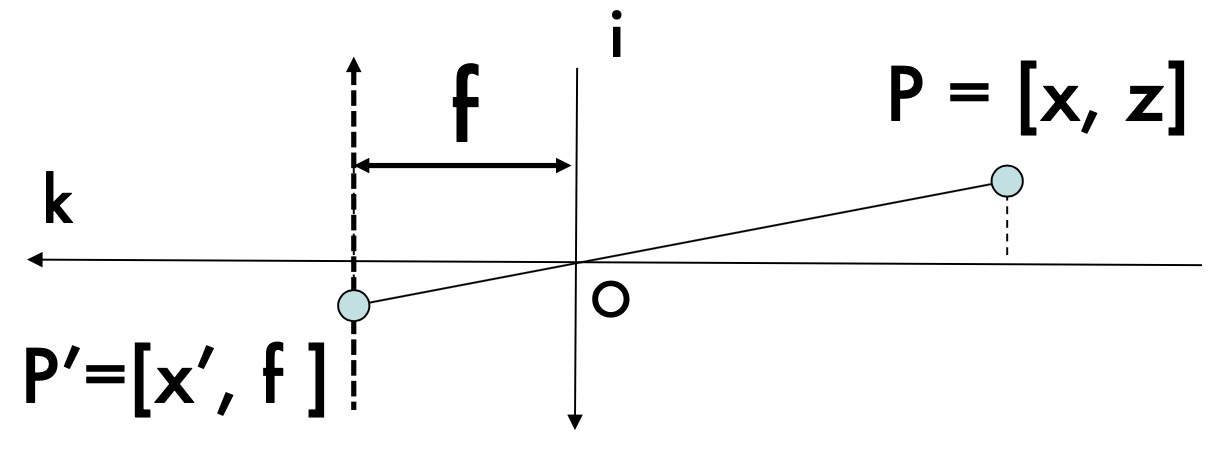 i
f
P = [x, z]
k
O
P′=[x′, f ]